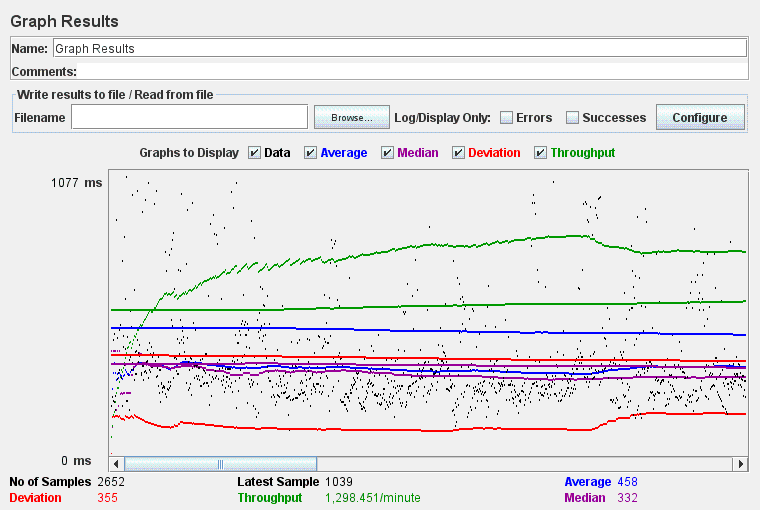 Graph Results
Name: Graph Results
Comments:
Write results to file / Read from file
Filename Browse... Log/Display Only: Errors Successes Configure
Graphs to Display Data Average Median Deviation Throughput
1077 ms
0 ms
No of Samples 2652 Latest Sample 1039 Average 458
Deviation 355 Throughput 1,298.451/minute Median 332